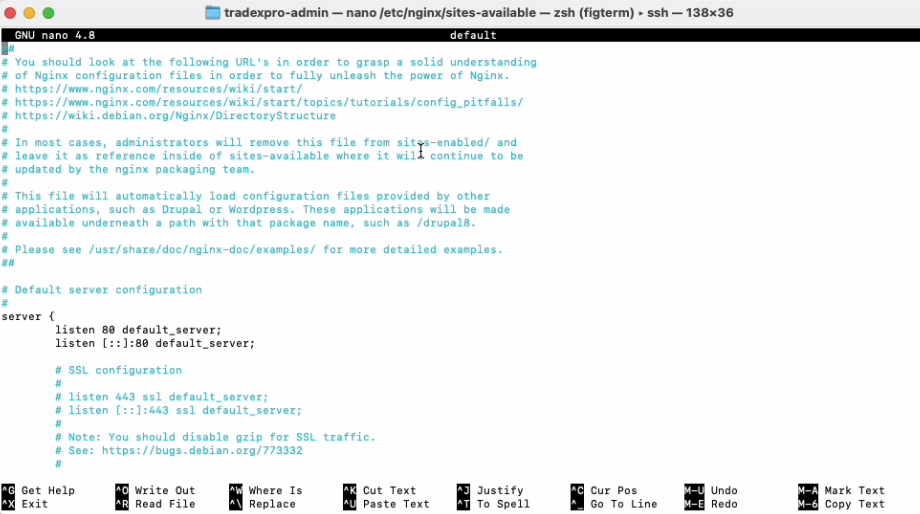 tradexpro-admin — nano /etc/nginx/sites-available — zsh (figterm) ▸ ssh — 138×36
GNU nano 4.8 default
##
# You should look at the following URL's in order to grasp a solid understanding
# of Nginx configuration files in order to fully unleash the power of Nginx.
# https://www.nginx.com/resources/wiki/start/
# https://www.nginx.com/resources/wiki/start/topics/tutorials/config_pitfalls/
# https://wiki.debian.org/Nginx/DirectoryStructure
#
# In most cases, administrators will remove this file from sites-enabled/ and
# leave it as reference inside of sites-available where it will continue to be
# updated by the nginx packaging team.
#
# This file will automatically load configuration files provided by other
# applications, such as Drupal or Wordpress. These applications will be made
# available underneath a path with that package name, such as /drupal8.
#
# Please see /usr/share/doc/nginx-doc/examples/ for more detailed examples.
##
# Default server configuration
#
server {
listen 80 default_server;
listen [::]:80 default_server;
# SSL configuration
#
# listen 443 ssl default_server;
# listen [::]:443 ssl default_server;
#
# Note: You should disable gzip for SSL traffic.
# See: https://bugs.debian.org/773332
#
^G Get Help ^O Write Out ^W Where Is ^K Cut Text ^J Justify ^C Cur Pos M-U Undo M-A Mark Text
^X Exit ^R Read File ^\ Replace ^U Paste Text ^T To Spell ^_ Go To Line M-E Redo M-6 Copy Text